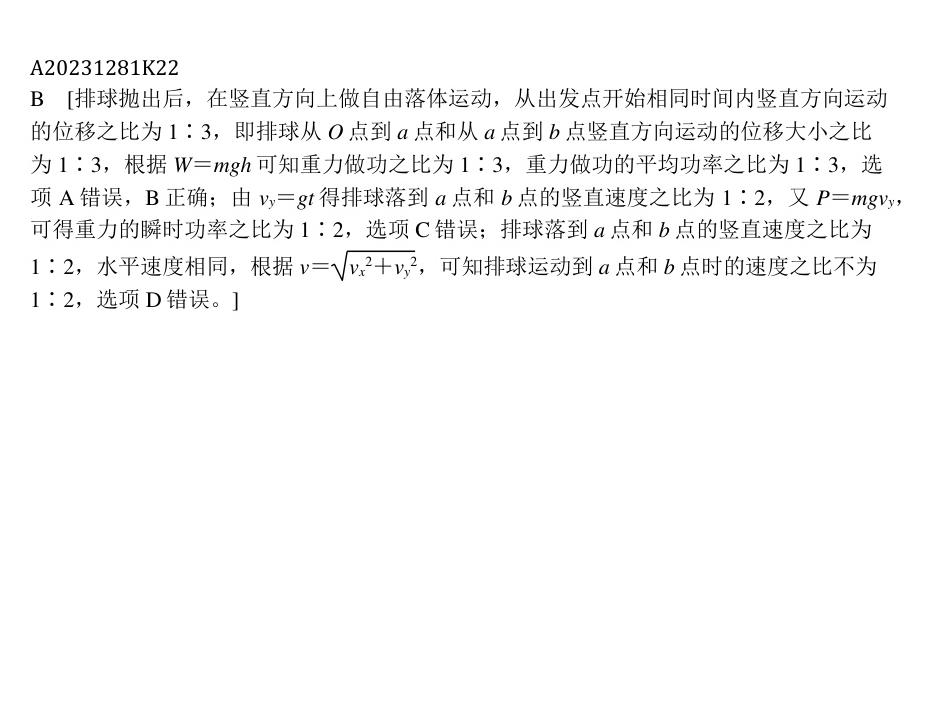 A20231281K22
B [排球抛出后，在竖直方向上做自由落体运动，从出发点开始相同时间内竖直方向运动
的位移之比为 1∶3，即排球从 O 点到 a 点和从 a 点到 b 点竖直方向运动的位移大小之比
为 1∶3，根据 W＝mgh 可知重力做功之比为 1∶3，重力做功的平均功率之比为 1∶3，选
项 A 错误，B 正确；由 vy＝gt 得排球落到 a 点和 b 点的竖直速度之比为 1∶2，又 P＝mgvy，
可得重力的瞬时功率之比为 1∶2，选项 C 错误；排球落到 a 点和 b 点的竖直速度之比为
1∶2，水平速度相同，根据 v＝√(vx²＋vy²)，可知排球运动到 a 点和 b 点时的速度之比不为
1∶2，选项 D 错误。]